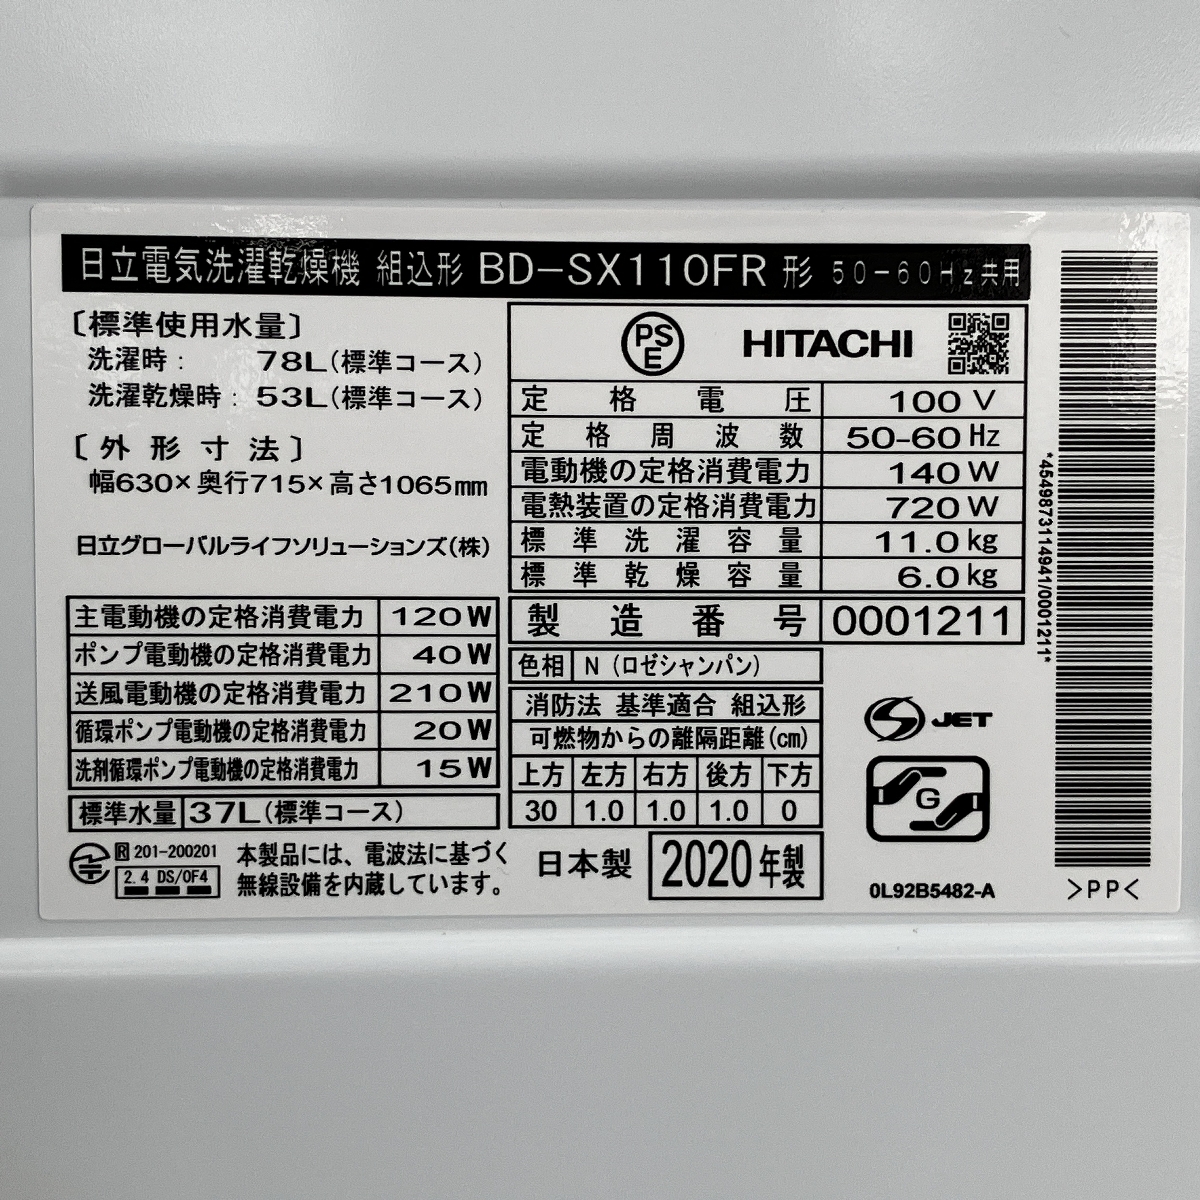 日立電気洗濯乾燥機 組込形 BD-SX110FR 形 50-60Hz共用
〔標準使用水量〕
洗濯時: 78L(標準コース)
洗濯乾燥時: 53L(標準コース)
〔外形寸法〕
幅630×奥行715×高さ1065mm
日立グローバルライフソリューションズ(株)
主電動機の定格消費電力 120W
ポンプ電動機の定格消費電力 40W
送風電動機の定格消費電力 210W
循環ポンプ電動機の定格消費電力 20W
洗剤循環ポンプ電動機の定格消費電力 15W
標準水量 37L(標準コース)
R 201-200201
2.4 DS/OF4
本製品には、電波法に基づく
無線設備を内蔵しています。
PSE HITACHI
定格電圧 100V
定格周波数 50-60Hz
電動機の定格消費電力 140W
電熱装置の定格消費電力 720W
標準洗濯容量 11.0kg
標準乾燥容量 6.0kg
製造番号 0001211
色相 N(ロゼシャンパン)
消防法 基準適合 組込形
可燃物からの離隔距離(cm)
上方 左方 右方 後方 下方
30 1.0 1.0 1.0 0
日本製 2020年製
S JET
G
0L92B5482-A
*4549873114941/0001211*
>PP<